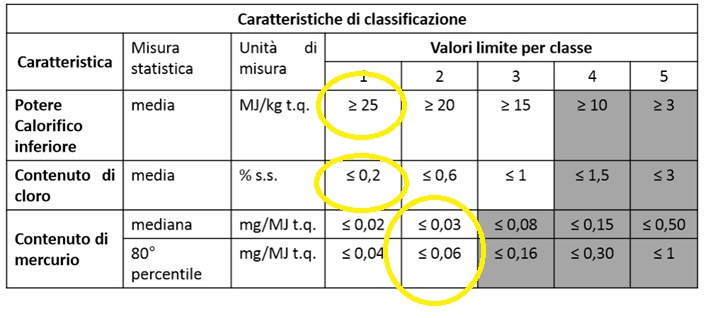 Caratteristiche di classificazione
Caratteristica Misura statistica Unità di misura Valori limite per classe
1 2 3 4 5
Potere Calorifico inferiore media MJ/kg t.q. ≥ 25 ≥ 20 ≥ 15 ≥ 10 ≥ 3
Contenuto di cloro media % s.s. ≤ 0,2 ≤ 0,6 ≤ 1 ≤ 1,5 ≤ 3
Contenuto di mercurio mediana mg/MJ t.q. ≤ 0,02 ≤ 0,03 ≤ 0,08 ≤ 0,15 ≤ 0,50
80° percentile mg/MJ t.q. ≤ 0,04 ≤ 0,06 ≤ 0,16 ≤ 0,30 ≤ 1